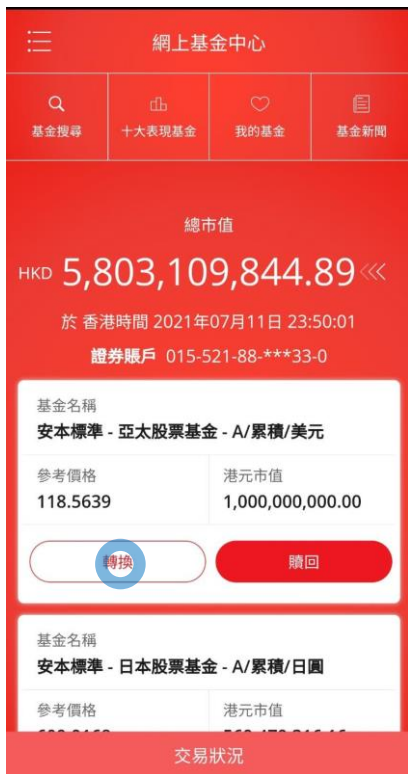 網上基金中心
基金搜尋
十大表現基金
我的基金
基金新聞
總市值
HKD 5,803,109,844.89
於 香港時間 2021年07月11日 23:50:01
證券賬戶 015-521-88-***33-0
基金名稱
安本標準 - 亞太股票基金 - A/累積/美元
參考價格
118.5639
港元市值
1,000,000,000.00
轉換
贖回
基金名稱
安本標準 - 日本股票基金 - A/累積/日圓
參考價格
港元市值
交易狀況